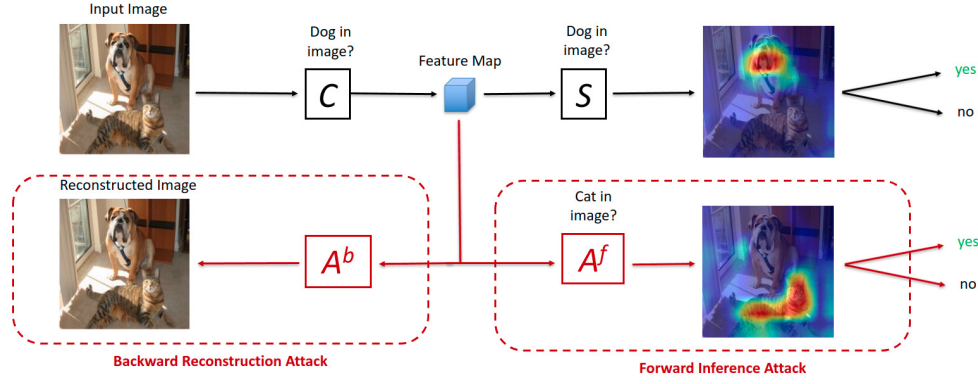 Input Image
Dog in
image?
Feature Map
Dog in
image?
C
S
yes
no
Reconstructed Image
Cat in
image?
A^b
A^f
yes
no
Backward Reconstruction Attack
Forward Inference Attack